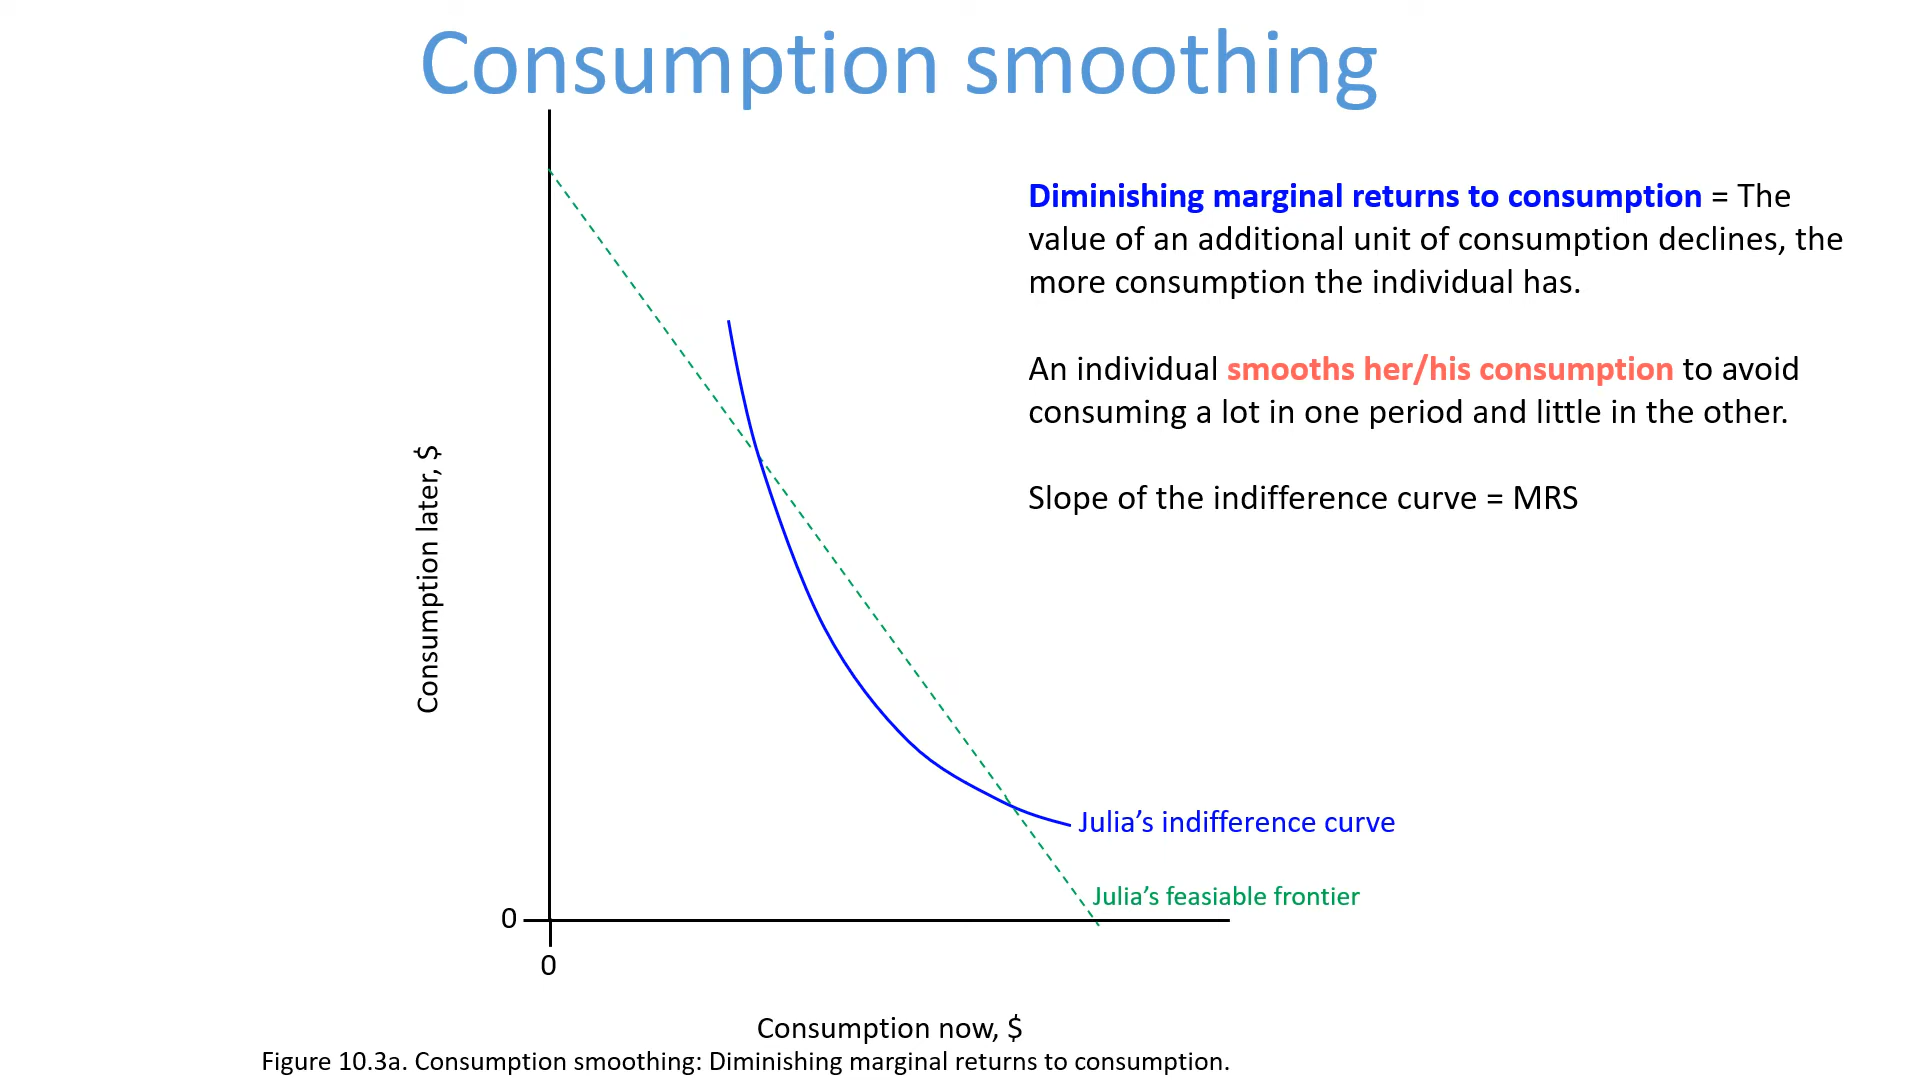 Consumption smoothing
Diminishing marginal returns to consumption = The
value of an additional unit of consumption declines, the
more consumption the individual has.
An individual smooths her/his consumption to avoid
consuming a lot in one period and little in the other.
Slope of the indifference curve = MRS
Consumption later, $
Julia’s indifference curve
Julia’s feasiable frontier
0
0
Consumption now, $
Figure 10.3a. Consumption smoothing: Diminishing marginal returns to consumption.